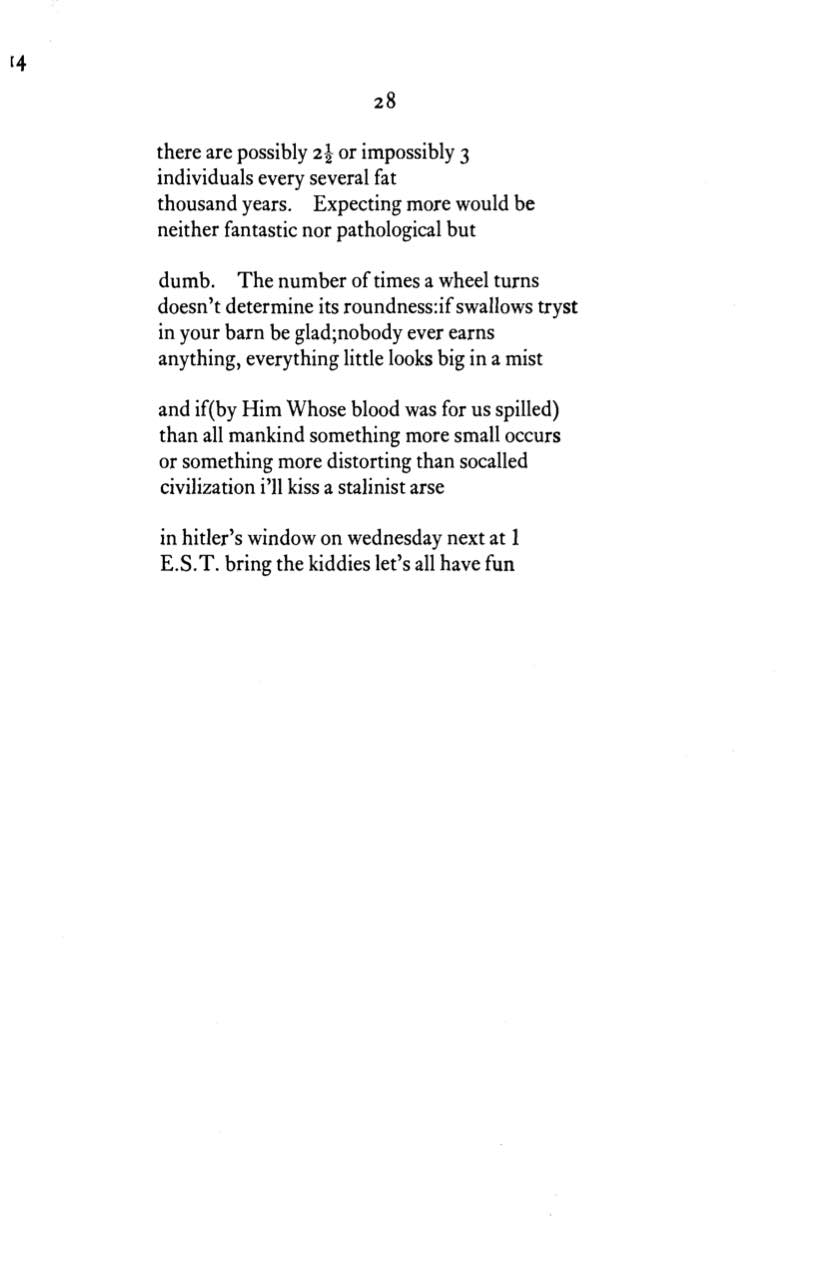 14
28
there are possibly 2½ or impossibly 3
individuals every several fat
thousand years. Expecting more would be
neither fantastic nor pathological but
dumb. The number of times a wheel turns
doesn't determine its roundness:if swallows tryst
in your barn be glad;nobody ever earns
anything, everything little looks big in a mist
and if(by Him Whose blood was for us spilled)
than all mankind something more small occurs
or something more distorting than socalled
civilization i'll kiss a stalinist arse
in hitler's window on wednesday next at 1
E.S.T. bring the kiddies let's all have fun